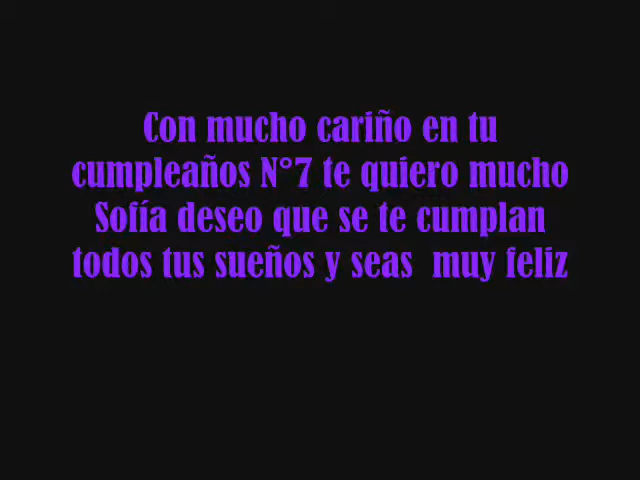 Con mucho cariño en tu
cumpleaños N°7 te quiero mucho
Sofía deseo que se te cumplan
todos tus sueños y seas  muy feliz